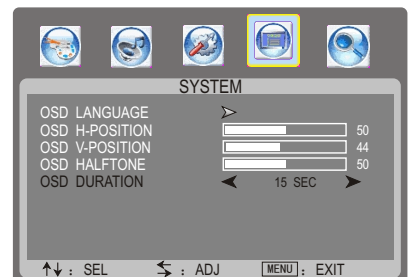 SYSTEM
OSD LANGUAGE
OSD H-POSITION 50
OSD V-POSITION 44
OSD HALFTONE 50
OSD DURATION 15 SEC
: SEL : ADJ MENU : EXIT